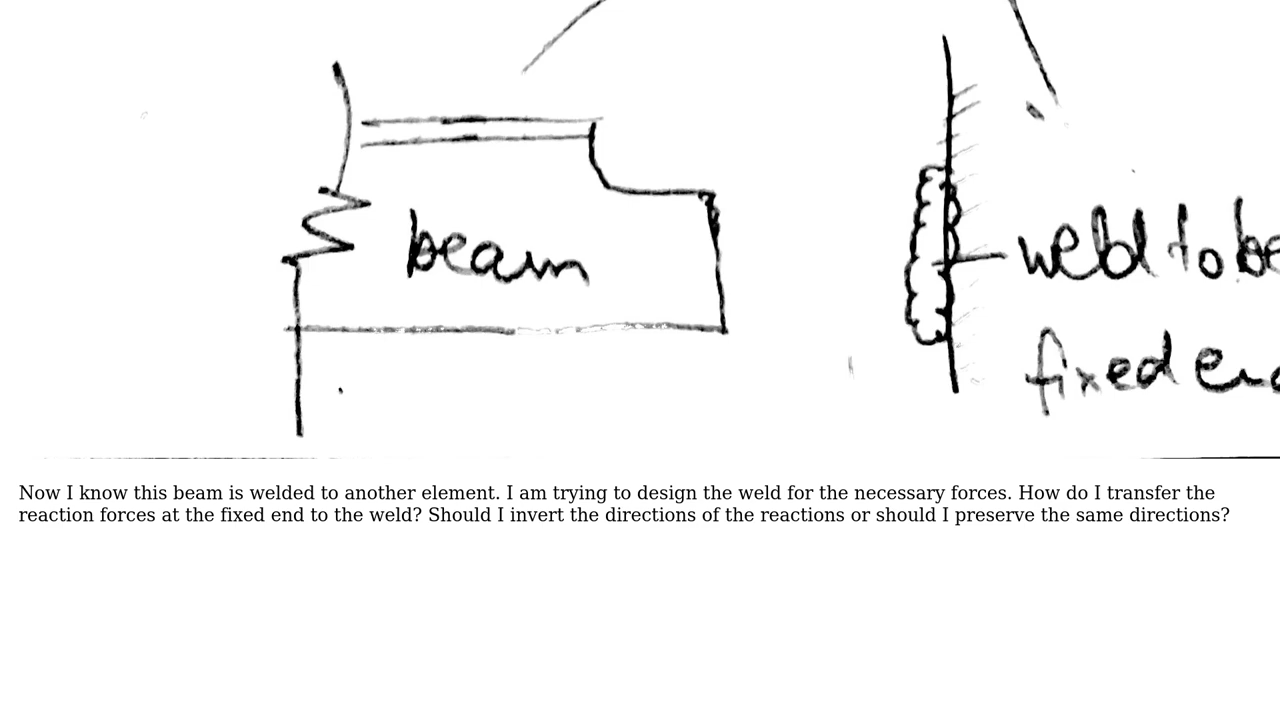 beam
weld to be
fixed end
Now I know this beam is welded to another element. I am trying to design the weld for the necessary forces. How do I transfer the
reaction forces at the fixed end to the weld? Should I invert the directions of the reactions or should I preserve the same directions?